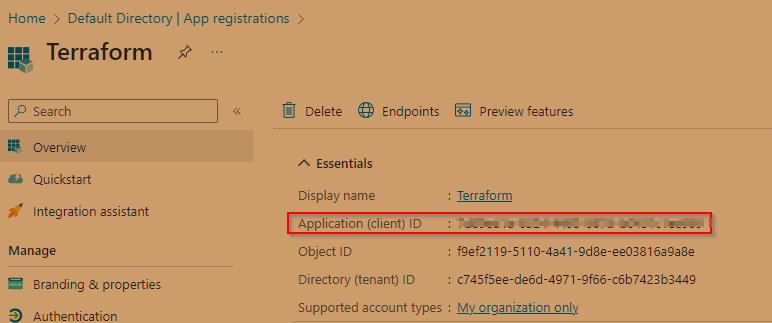 Home > Default Directory | App registrations >
Terraform
...
Search «
Overview
Quickstart
Integration assistant
Manage
Branding & properties
Authentication
Delete Endpoints Preview features
Essentials
Display name : Terraform
Application (client) ID :
Object ID : f9ef2119-5110-4a41-9d8e-ee03816a9a8e
Directory (tenant) ID : c745f5ee-de6d-4971-9f66-c6b7423b3449
Supported account types : My organization only